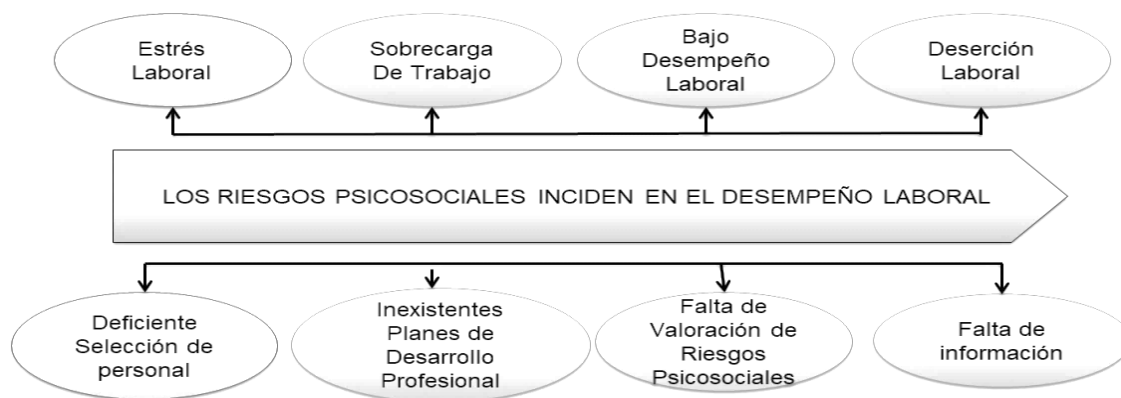 Estrés
Laboral
Sobrecarga
De Trabajo
Bajo
Desempeño
Laboral
Deserción
Laboral
LOS RIESGOS PSICOSOCIALES INCIDEN EN EL DESEMPEÑO LABORAL
Deficiente
Selección de
personal
Inexistentes
Planes de
Desarrollo
Profesional
Falta de
Valoración de
Riesgos
Psicosociales
Falta de
información